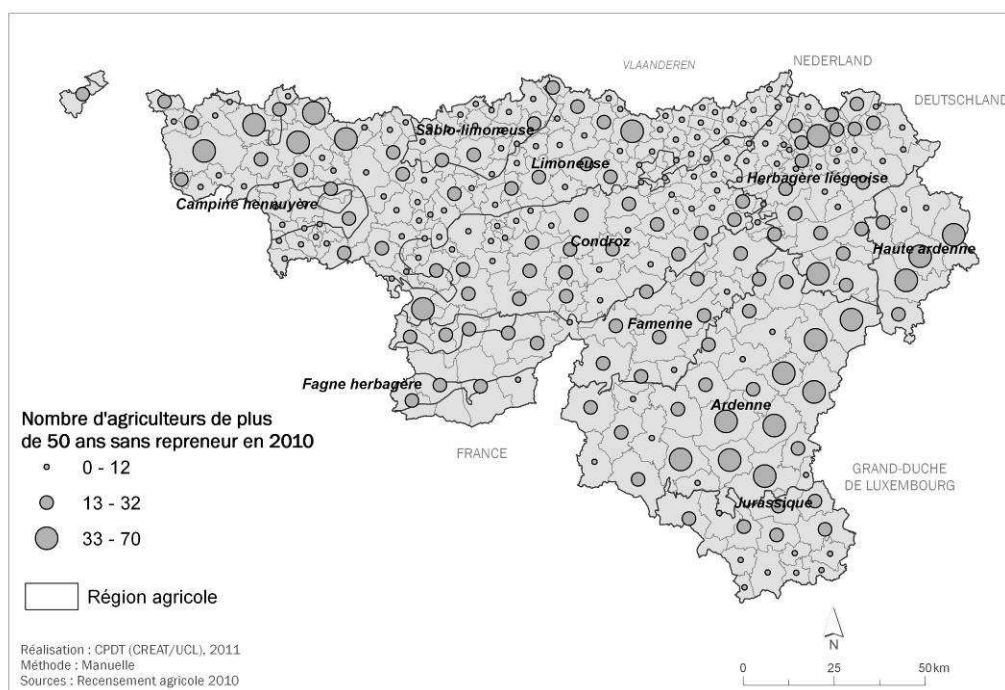 VLAANDEREN
NEDERLAND
DEUTSCHLAND
Sablo-limoneuse
Limoneuse
Herbagère liégeoise
Campine hennuyère
Condroz
Haute ardenne
Famenne
Fagne herbagère
Ardenne
Nombre d'agriculteurs de plus
de 50 ans sans repreneur en 2010
0 - 12
13 - 32
33 - 70
Région agricole
FRANCE
GRAND-DUCHE
DE LUXEMBOURG
Jurassique
Réalisation : CPDT (CREAT/UCL), 2011
Méthode : Manuelle
Sources : Recensement agricole 2010
N
0 25 50 km